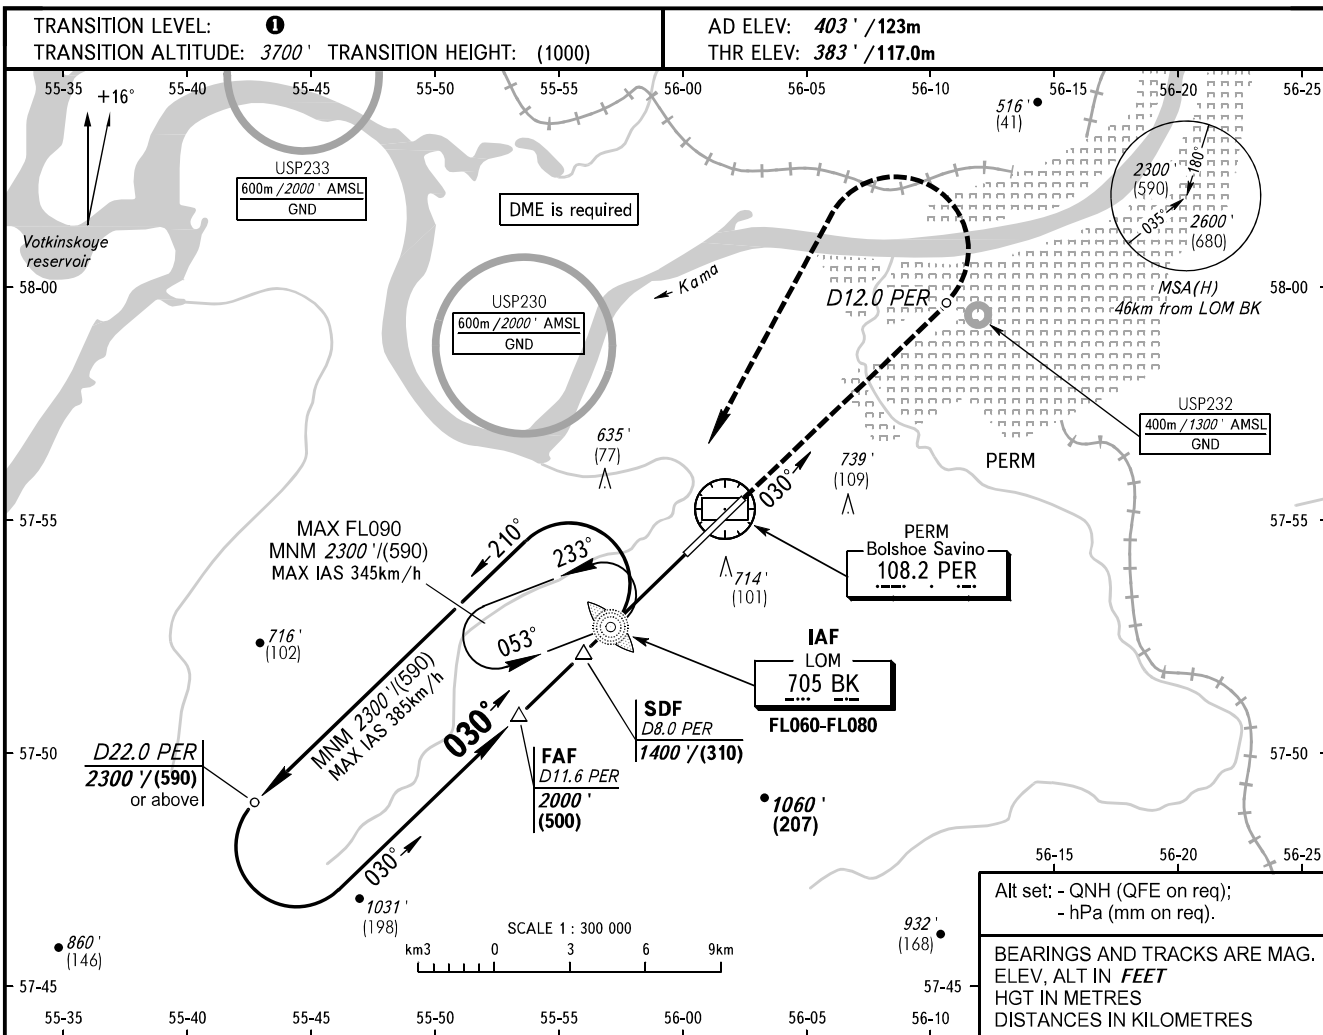 TRANSITION LEVEL: 1
TRANSITION ALTITUDE: 3700' TRANSITION HEIGHT: (1000)
AD ELEV: 403' /123m
THR ELEV: 383' /117.0m
55-35 55-40 55-45 55-50 55-55 56-00 56-05 56-10 56-15 56-20 56-25
+16°
516'
(41)
USP233
600m/2000' AMSL
GND
DME is required
2300'
(590)
180°
035°
2600'
(680)
MSA(H)
46km from LOM BK
Votkinskoye
reservoir
58-00
58-00
Kama
D12.0 PER
USP230
600m/2000' AMSL
GND
USP232
400m/1300' AMSL
GND
635'
(77)
739'
(109)
PERM
030°
57-55
57-55
MAX FL090
MNM 2300'/(590)
MAX IAS 345km/h
210°
233°
PERM
Bolshoe Savino
108.2 PER
714'
(101)
053°
716'
(102)
IAF
LOM
705 BK
FL060-FL080
MNM 2300'/(590)
MAX IAS 385km/h
030°
SDF
D8.0 PER
1400'/(310)
57-50
57-50
D22.0 PER
2300'/(590)
or above
FAF
D11.6 PER
2000'
(500)
1060'
(207)
030°
56-15 56-20 56-25
1031'
(198)
Alt set: - QNH (QFE on req);
- hPa (mm on req).
SCALE 1 : 300 000
km3 0 3 6 9km
932'
(168)
860'
(146)
BEARINGS AND TRACKS ARE MAG.
ELEV, ALT IN FEET
HGT IN METRES
DISTANCES IN KILOMETRES
57-45
57-45
55-35 55-40 55-45 55-50 55-55 56-00 56-05 56-10